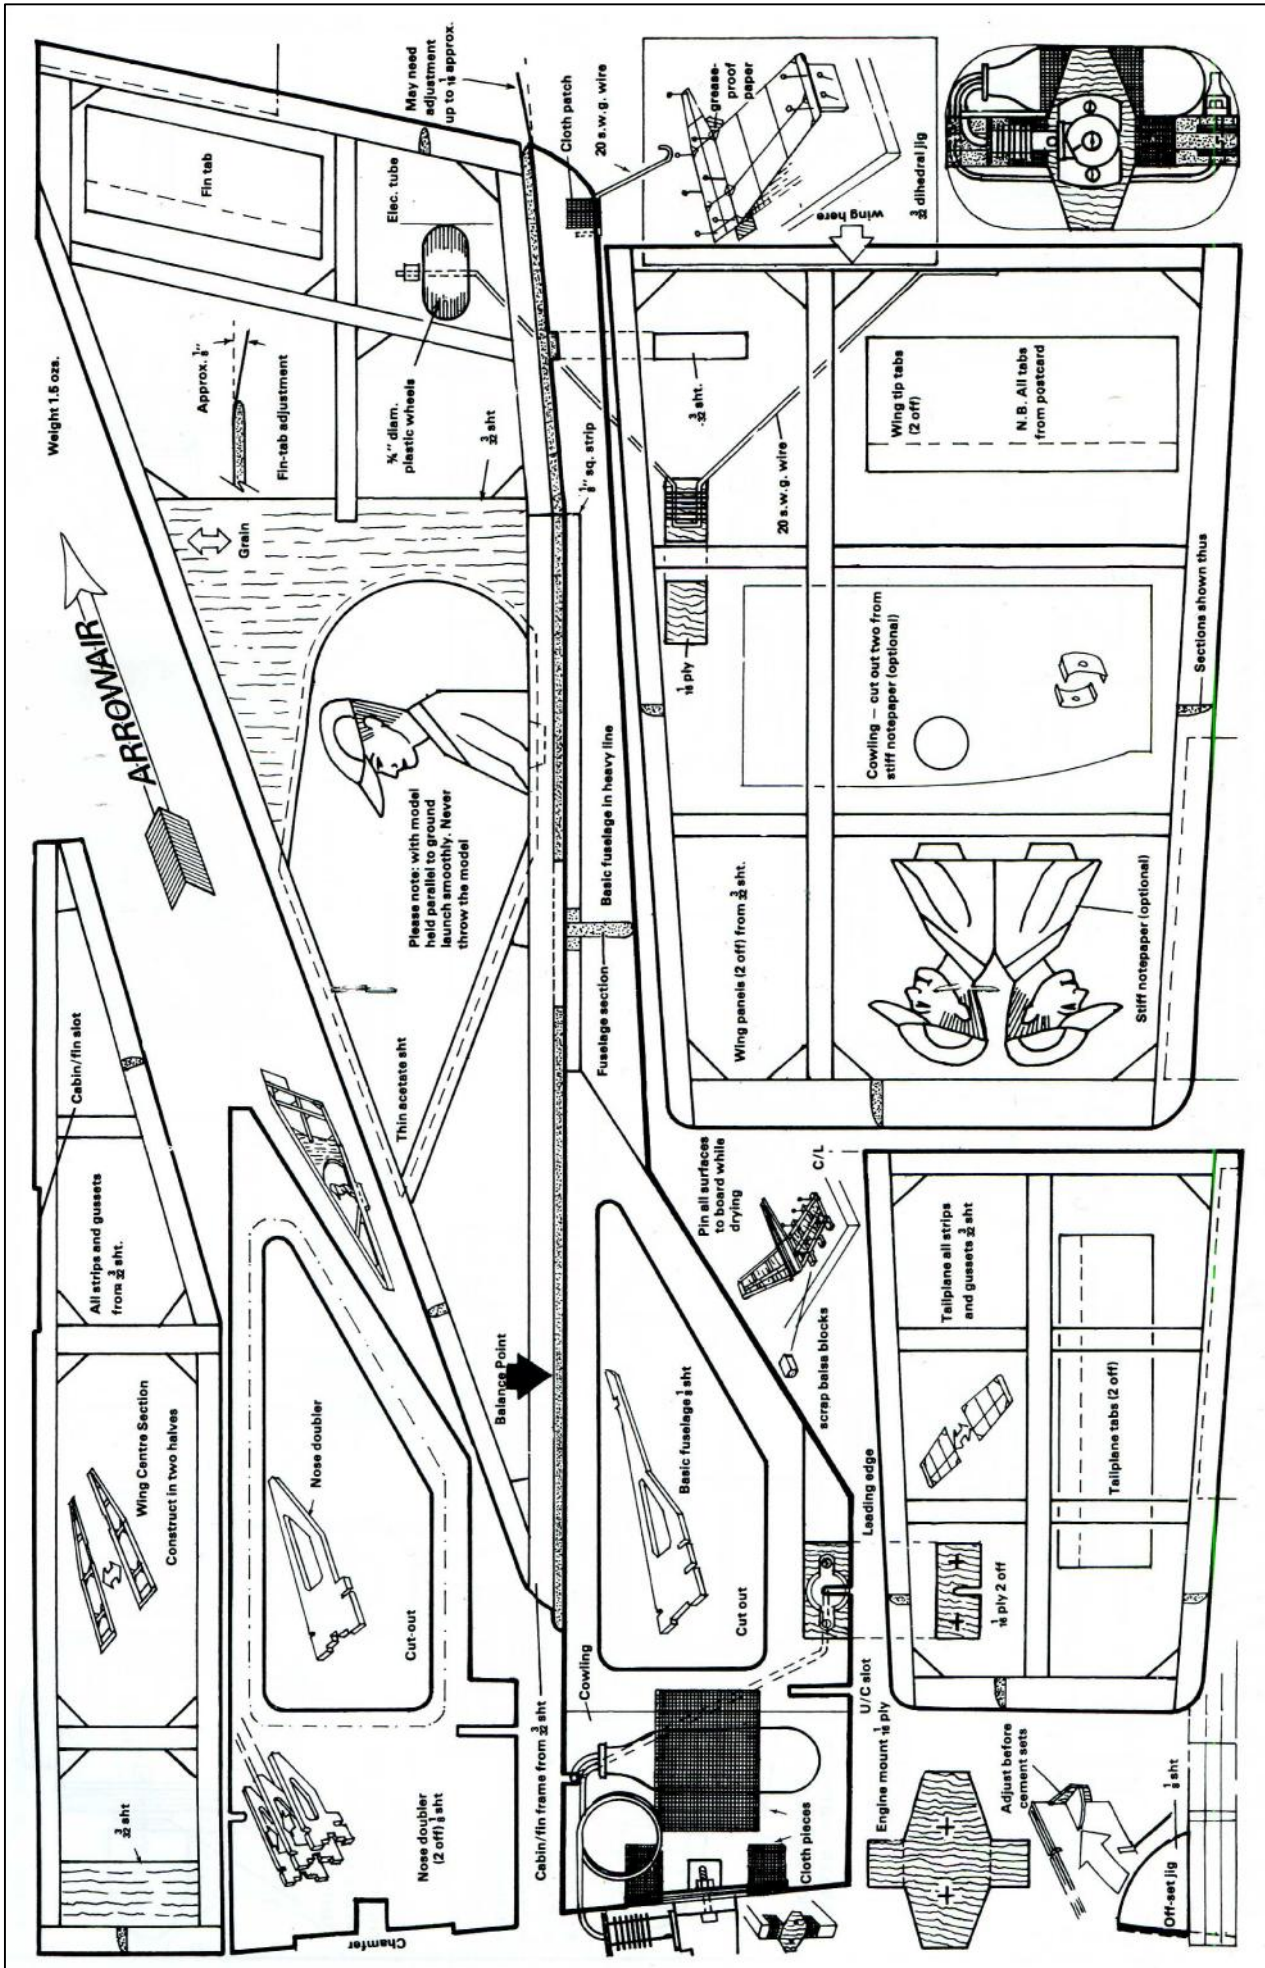 Weight 1.5 ozs.
ARROWAIR
Cabin/fin slot
All strips and gussets
from 3/32 sht.
Wing Centre Section
Construct in two halves
3/32 sht
Nose doubler
Cut-out
Nose doubler
(2 off) 1/8 sht
Chamfer
Fin tab
Approx. 1/8"
Fin-tab adjustment
Grain
May need
adjustment
up to 1/16 approx.
Elec. tube
3/4" diam.
plastic wheels
3/32 sht
Cloth patch
20 s.w.g. wire
1/8" sq. strip
Please note: with model
held parallel to ground
launch smoothly. Never
throw the model
Thin acetate sht
Basic fuselage in heavy line
Fuselage section
Balance Point
Cabin/fin frame from 3/32 sht
Basic fuselage 1/8 sht
Cut out
Cowling
Cloth pieces
U/C slot
Engine mount 1/16 ply
Adjust before
cement sets
Off-set jig
1/8 sht
grease-
proof
paper
wing here
3/32 dihedral jig
3/32 sht.
20 s.w.g. wire
1/16 ply
Wing tip tabs
(2 off)
N.B. All tabs
from postcard
Cowling — cut out two from
stiff notepaper (optional)
Sections shown thus
Wing panels (2 off) from 3/32 sht.
Stiff notepaper (optional)
Pin all surfaces
to board while
drying
C/L
scrap balsa blocks
Leading edge
Tailplane all strips
and gussets 3/32 sht
Tailplane tabs (2 off)
1/16 ply 2 off